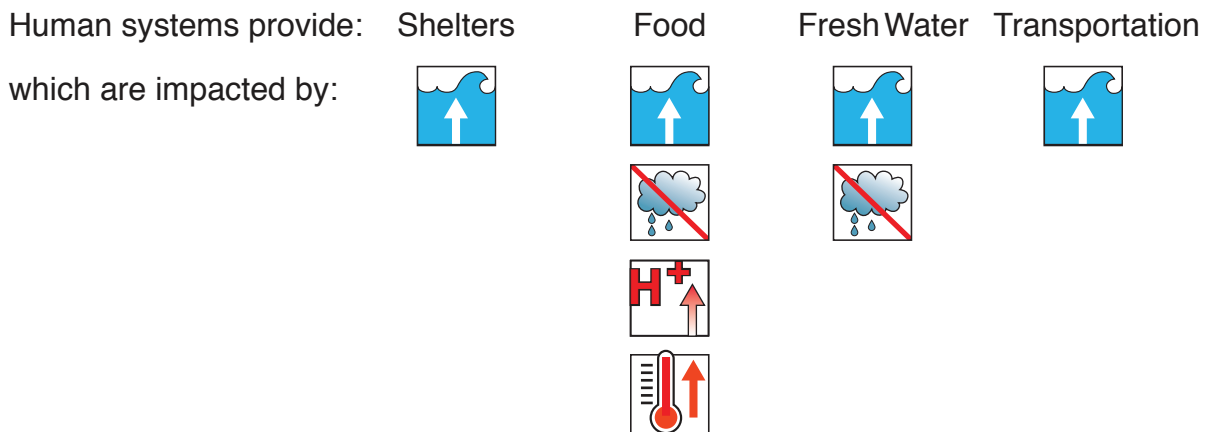 Human systems provide: Shelters Food Fresh Water Transportation
which are impacted by:
H+